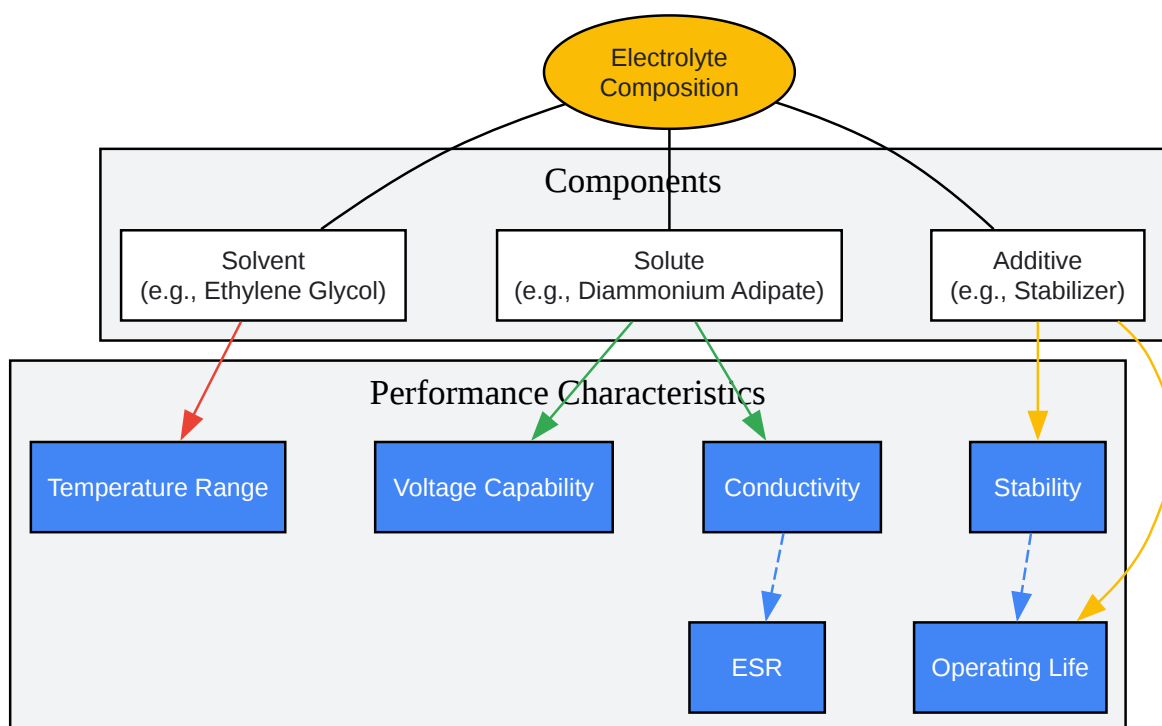 Electrolyte
Composition
Components
Solvent
(e.g., Ethylene Glycol)
Solute
(e.g., Diammonium Adipate)
Additive
(e.g., Stabilizer)
Performance Characteristics
Temperature Range
Voltage Capability
Conductivity
Stability
ESR
Operating Life